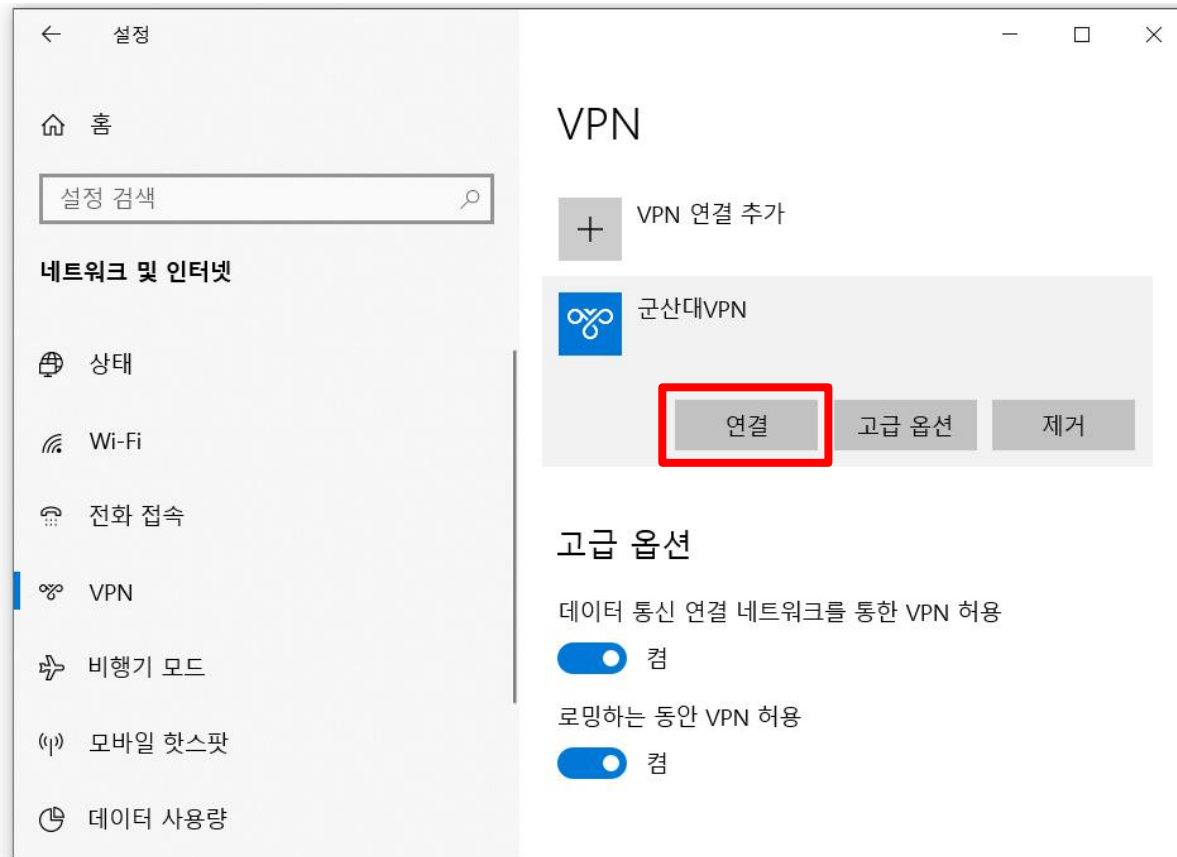 설정
홈
설정 검색
네트워크 및 인터넷
상태
Wi-Fi
전화 접속
VPN
비행기 모드
모바일 핫스팟
데이터 사용량
VPN
VPN 연결 추가
군산대VPN
연결 고급 옵션 제거
고급 옵션
데이터 통신 연결 네트워크를 통한 VPN 허용
켬
로밍하는 동안 VPN 허용
켬